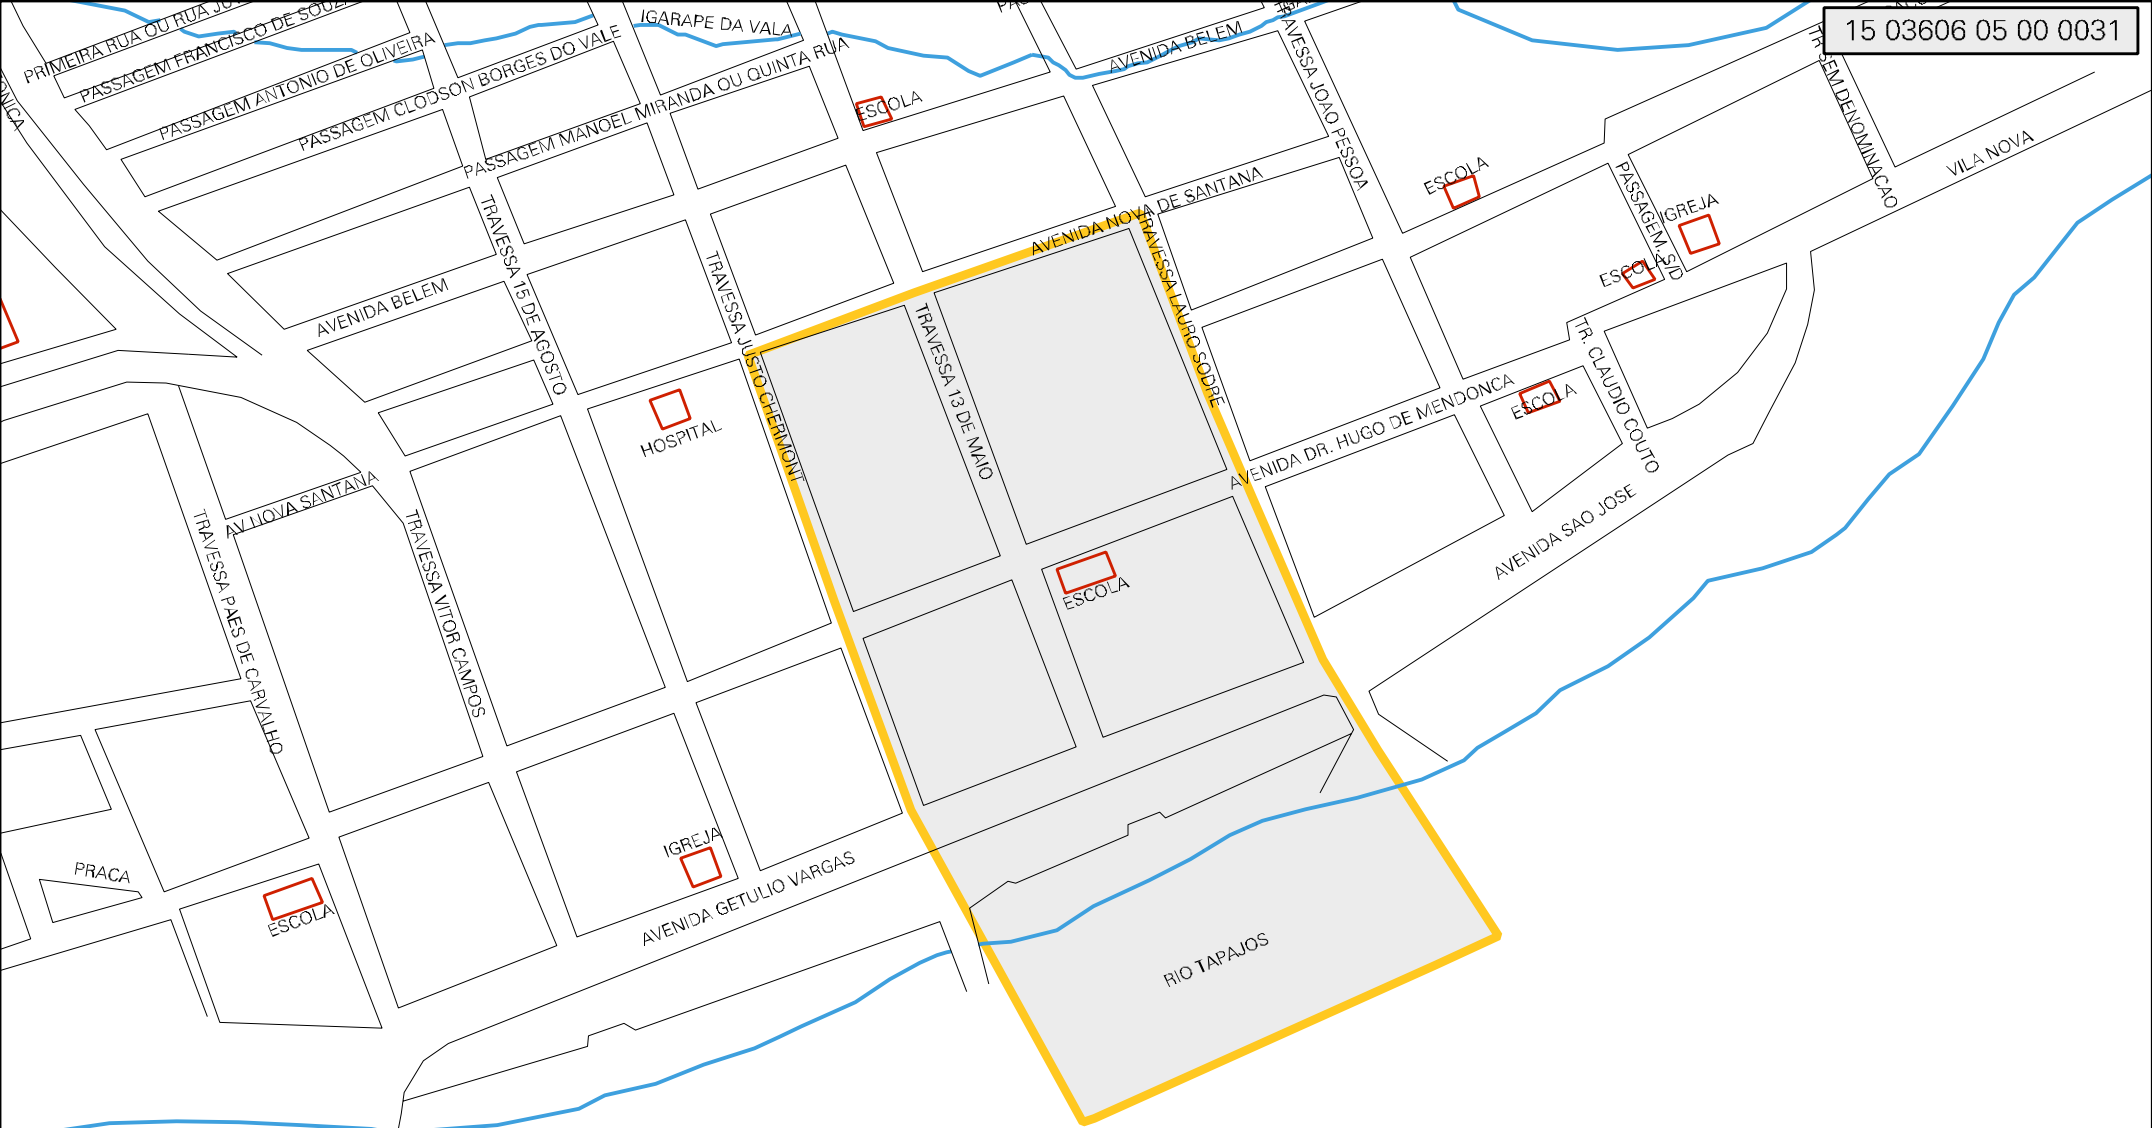 15 03606 05 00 0031
PRIMEIRA RUA OU RUA
PASSAGEM FRANCISCO DE
PASSAGEM ANTONIO DE OLIVEIRA
PASSAGEM CLODSON BORGES DO VALE
IGARAPE DA VALA
PASSAGEM MANOEL MIRANDA OU QUINTA RUA
ESCOLA
AVENIDA BELEM
TRAVESSA JOAO PESSOA
TR. SEM DENOMINACAO
VILA NOVA
ESCOLA
PASSAGEM. S/D
IGREJA
ESCOLA
AVENIDA NOVA DE SANTANA
TRAVESSA 15 DE AGOSTO
TRAVESSA JUSTO CHERMONT
TRAVESSA LAURO SODRE
AVENIDA BELEM
TRAVESSA 13 DE MAIO
HOSPITAL
TR. CLAUDIO COUTO
ESCOLA
AVENIDA DR. HUGO DE MENDONCA
AV NOVA SANTANA
TRAVESSA PAES DE CARVALHO
TRAVESSA VITOR CAMPOS
AVENIDA SAO JOSE
ESCOLA
IGREJA
PRACA
ESCOLA
AVENIDA GETULIO VARGAS
RIO TAPAJOS